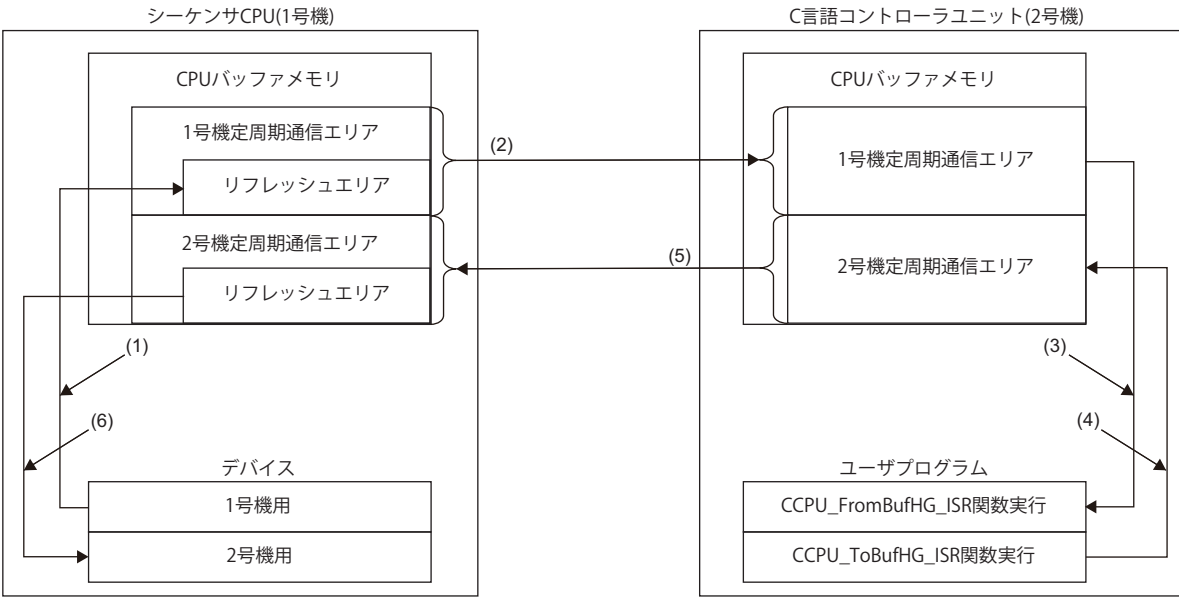 シーケンサCPU(1号機)
C言語コントローラユニット(2号機)
CPUバッファメモリ
CPUバッファメモリ
1号機定周期通信エリア
(2)
1号機定周期通信エリア
リフレッシュエリア
2号機定周期通信エリア
(5)
2号機定周期通信エリア
リフレッシュエリア
(1)
(3)
(6)
(4)
デバイス
ユーザプログラム
1号機用
CCPU_FromBufHG_ISR関数実行
2号機用
CCPU_ToBufHG_ISR関数実行